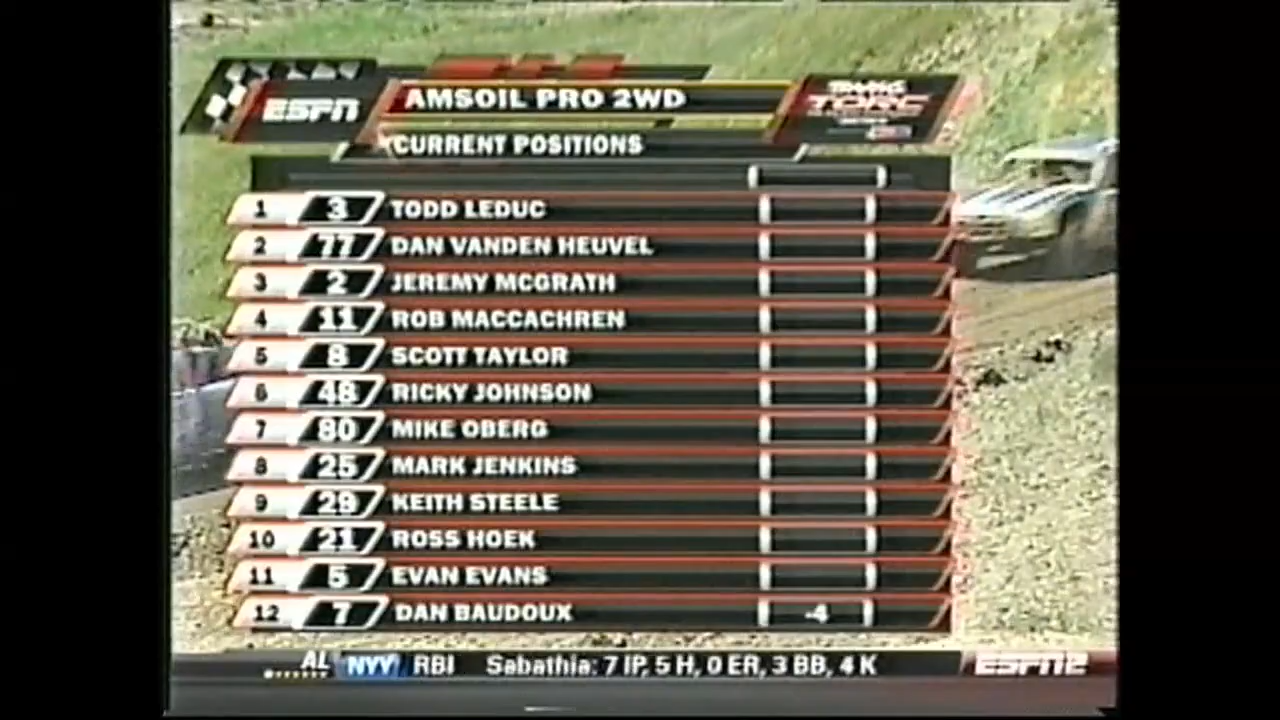 ESPN
AMSOIL PRO 2WD
TRAXXAS
TORC
CURRENT POSITIONS
1 3 TODD LEDUC
2 77 DAN VANDEN HEUVEL
3 2 JEREMY MCGRATH
4 11 ROB MACCACHREN
5 8 SCOTT TAYLOR
6 48 RICKY JOHNSON
7 80 MIKE OBERG
8 25 MARK JENKINS
9 29 KEITH STEELE
10 21 ROSS HOEK
11 5 EVAN EVANS
12 7 DAN BAUDOUX -4
AL NYY RBI Sabathia: 7 IP, 5 H, 0 ER, 3 BB, 4 K ESPN2